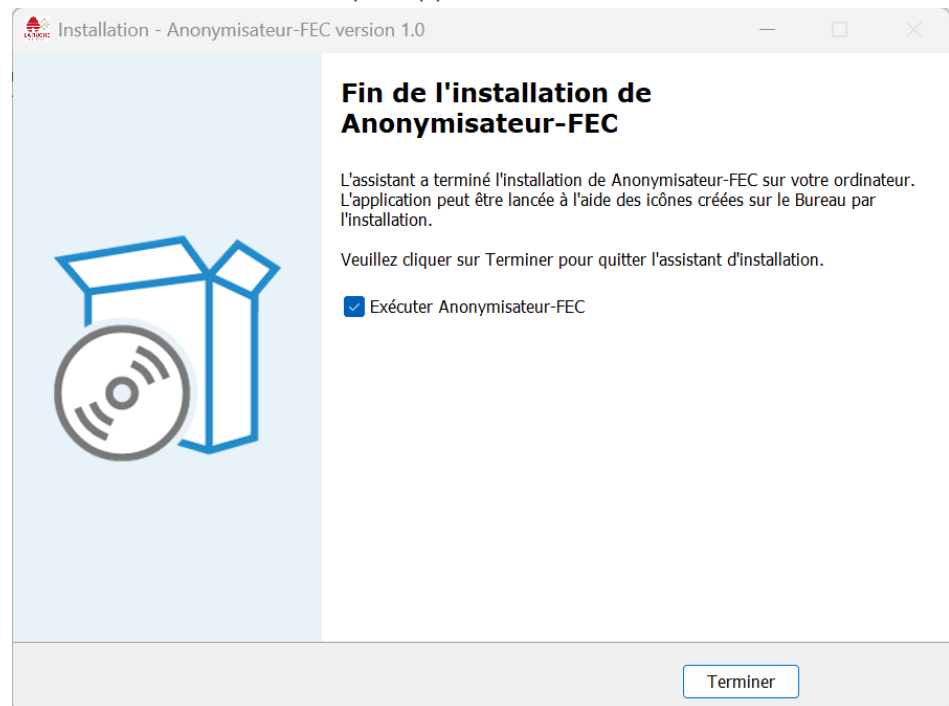 Installation - Anonymisateur-FEC version 1.0
Fin de l'installation de
Anonymisateur-FEC
L'assistant a terminé l'installation de Anonymisateur-FEC sur votre ordinateur.
L'application peut être lancée à l'aide des icônes créées sur le Bureau par
l'installation.
Veuillez cliquer sur Terminer pour quitter l'assistant d'installation.
Exécuter Anonymisateur-FEC
Terminer